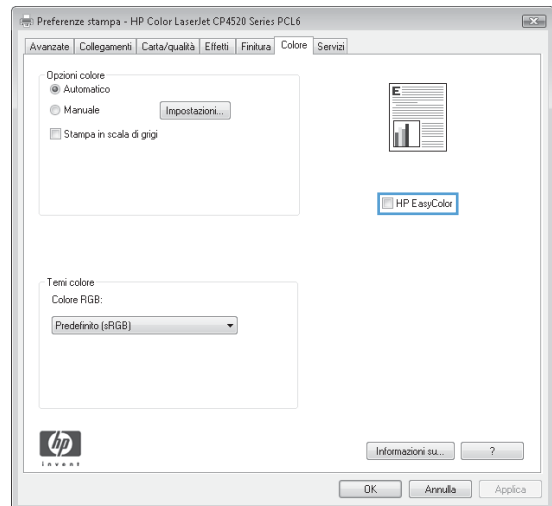 Preferenze stampa - HP Color LaserJet CP4520 Series PCL6
Avanzate Collegamenti Carta/qualità Effetti Finitura Colore Servizi
Opzioni colore
Automatico
Manuale Impostazioni...
Stampa in scala di grigi
E
HP EasyColor
Temi colore
Colore RGB:
Predefinito (sRGB)
hp
invent
Informazioni su... ?
OK Annulla Applica